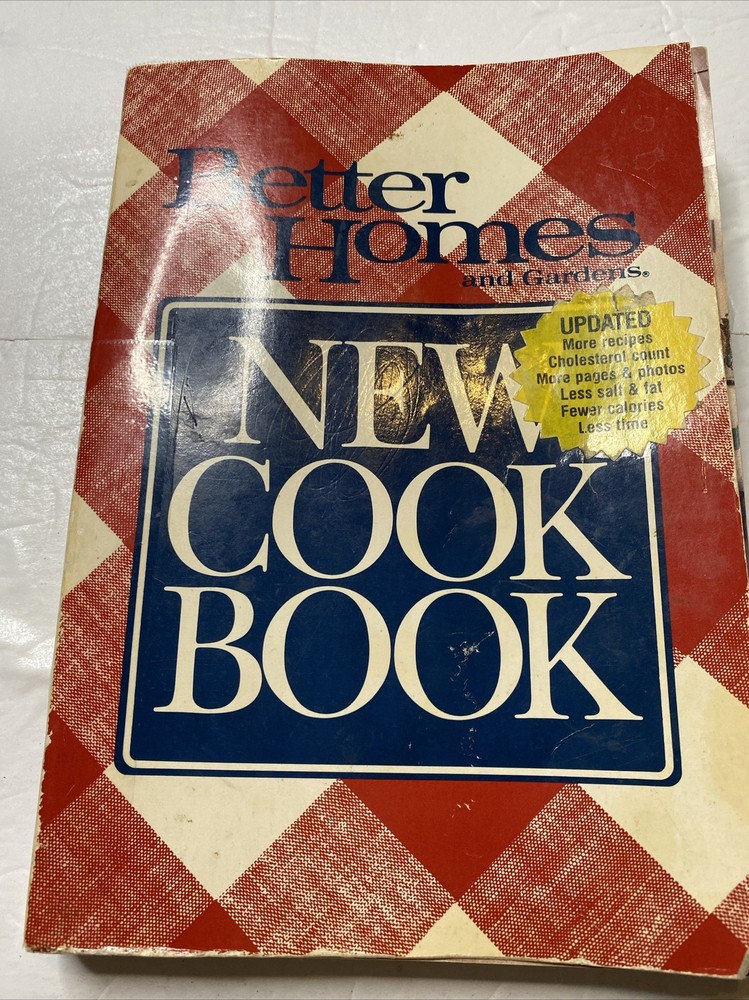 Better
Homes
and Gardens®
NEW
COOK
BOOK
UPDATED
More recipes
Cholesterol count
More pages & photos
Less salt & fat
Fewer calories
Less time